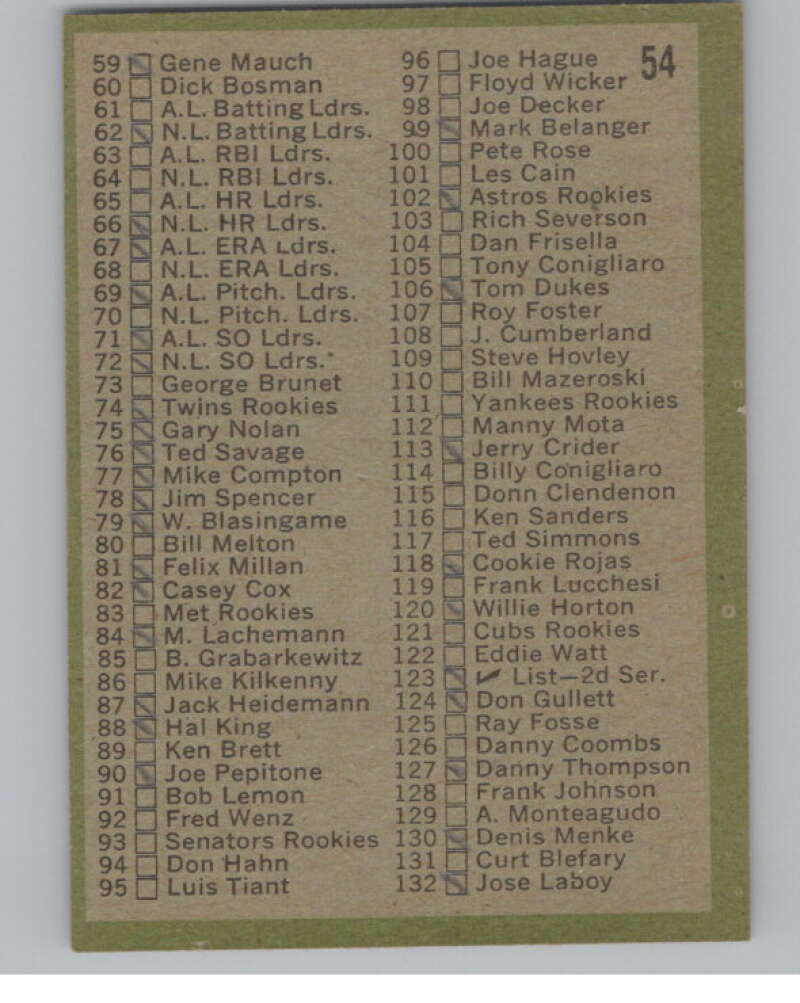 54
59 Gene Mauch
60 Dick Bosman
61 A.L. Batting Ldrs.
62 N.L. Batting Ldrs.
63 A.L. RBI Ldrs.
64 N.L. RBI Ldrs.
65 A.L. HR Ldrs.
66 N.L. HR Ldrs.
67 A.L. ERA Ldrs.
68 N.L. ERA Ldrs.
69 A.L. Pitch. Ldrs.
70 N.L. Pitch. Ldrs.
71 A.L. SO Ldrs.
72 N.L. SO Ldrs.
73 George Brunet
74 Twins Rookies
75 Gary Nolan
76 Ted Savage
77 Mike Compton
78 Jim Spencer
79 W. Blasingame
80 Bill Melton
81 Felix Millan
82 Casey Cox
83 Met Rookies
84 M. Lachemann
85 B. Grabarkewitz
86 Mike Kilkenny
87 Jack Heidemann
88 Hal King
89 Ken Brett
90 Joe Pepitone
91 Bob Lemon
92 Fred Wenz
93 Senators Rookies
94 Don Hahn
95 Luis Tiant
96 Joe Hague
97 Floyd Wicker
98 Joe Decker
99 Mark Belanger
100 Pete Rose
101 Les Cain
102 Astros Rookies
103 Rich Severson
104 Dan Frisella
105 Tony Conigliaro
106 Tom Dukes
107 Roy Foster
108 J. Cumberland
109 Steve Hovley
110 Bill Mazeroski
111 Yankees Rookies
112 Manny Mota
113 Jerry Crider
114 Billy Conigliaro
115 Donn Clendenon
116 Ken Sanders
117 Ted Simmons
118 Cookie Rojas
119 Frank Lucchesi
120 Willie Horton
121 Cubs Rookies
122 Eddie Watt
123 ✔ List—2d Ser.
124 Don Gullett
125 Ray Fosse
126 Danny Coombs
127 Danny Thompson
128 Frank Johnson
129 A. Monteagudo
130 Denis Menke
131 Curt Blefary
132 Jose Laboy